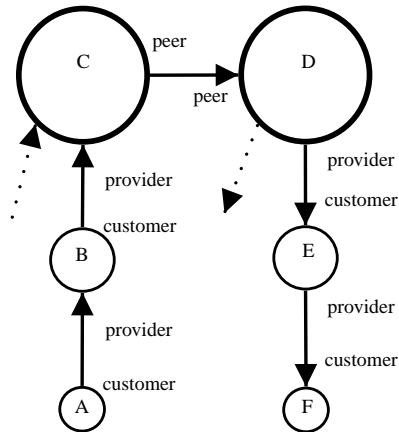 peer
C
D
peer
provider
provider
customer
customer
B
E
provider
provider
customer
customer
A
F